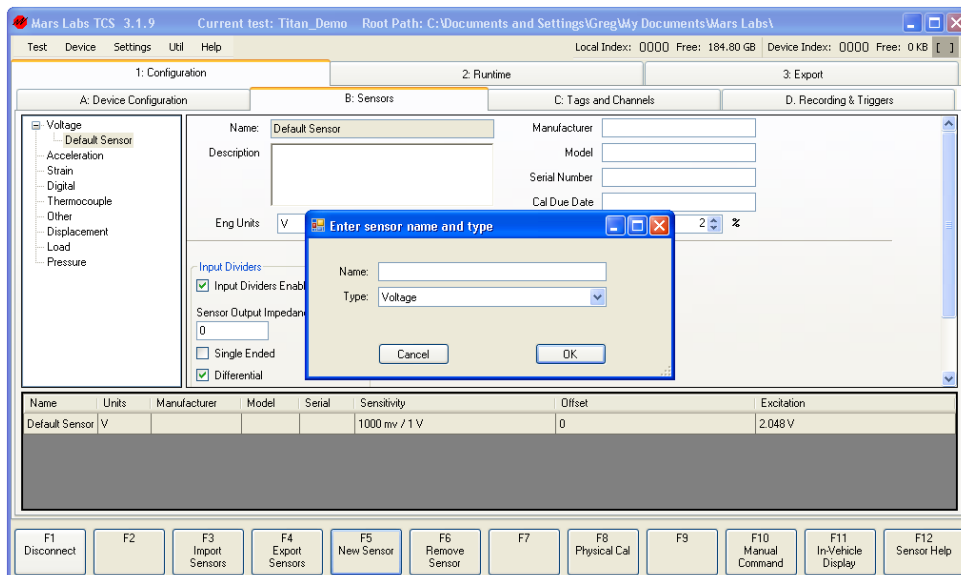 Mars Labs TCS 3.1.9 Current test: Titan_Demo Root Path: C:\Documents and Settings\Greg\My Documents\Mars Labs\
Test Device Settings Util Help Local Index: 0000 Free: 184.80 GB Device Index: 0000 Free: 0 KB [ ]
1: Configuration 2: Runtime 3: Export
A: Device Configuration B: Sensors C: Tags and Channels D. Recording & Triggers
Voltage
Default Sensor
Acceleration
Strain
Digital
Thermocouple
Other
Displacement
Load
Pressure
Name: Default Sensor Manufacturer
Description Model
Serial Number
Cal Due Date
Eng Units V 2 %
Enter sensor name and type
Name:
Type: Voltage
Cancel OK
Input Dividers
Input Dividers Enabl
Sensor Output Impedan
0
Single Ended
Differential
Name Units Manufacturer Model Serial Sensitivity Offset Excitation
Default Sensor V 1000 mv / 1 V 0 2.048 V
F1 F2 F3 F4 F5 F6 F7 F8 F9 F10 F11 F12
Disconnect Import Export New Sensor Remove Physical Cal Manual In-Vehicle Sensor Help
Sensors Sensors Sensor Command Display